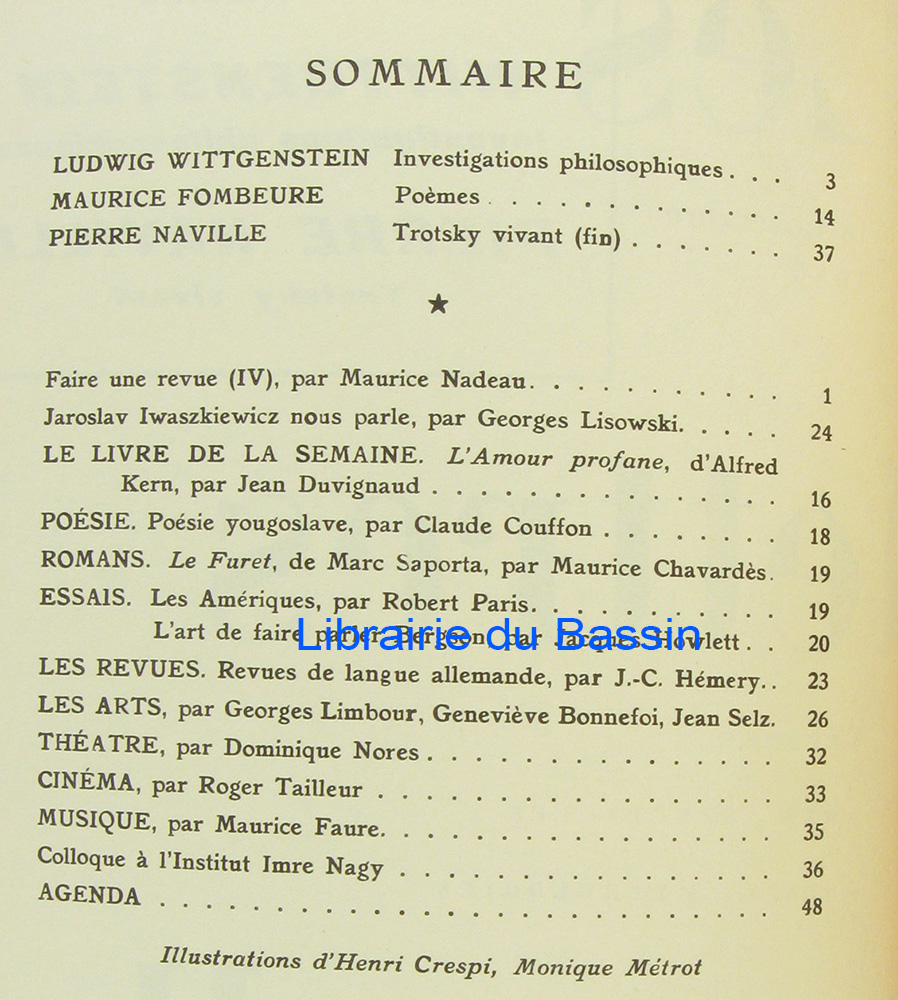 SOMMAIRE
LUDWIG WITTGENSTEIN Investigations philosophiques . . . 3
MAURICE FOMBEURE Poèmes . . . . . . . . . . . . . 14
PIERRE NAVILLE Trotsky vivant (fin) . . . . . . . 37
★
Faire une revue (IV), par Maurice Nadeau. . . . . . . . . . 1
Jaroslav Iwaszkiewicz nous parle, par Georges Lisowski. . . . . 24
LE LIVRE DE LA SEMAINE. L'Amour profane, d'Alfred
Kern, par Jean Duvignaud . . . . . . . . . . . . . . . 16
POÉSIE. Poésie yougoslave, par Claude Couffon . . . . . . . . 18
ROMANS. Le Furet, de Marc Saporta, par Maurice Chavardès. 19
ESSAIS. Les Amériques, par Robert Paris. . . . . . . . . . . 19
L'art de faire parler Bergson, par Jacques Howlett . . . 20
Librairie du Bassin
LES REVUES. Revues de langue allemande, par J.-C. Hémery. . 23
LES ARTS, par Georges Limbour, Geneviève Bonnefoi, Jean Selz. 26
THÉATRE, par Dominique Nores . . . . . . . . . . . . . . . 32
CINÉMA, par Roger Tailleur . . . . . . . . . . . . . . . . . 33
MUSIQUE, par Maurice Faure. . . . . . . . . . . . . . . . . 35
Colloque à l'Institut Imre Nagy . . . . . . . . . . . . . . . . 36
AGENDA . . . . . . . . . . . . . . . . . . . . . . . . 48
Illustrations d'Henri Crespi, Monique Métrot